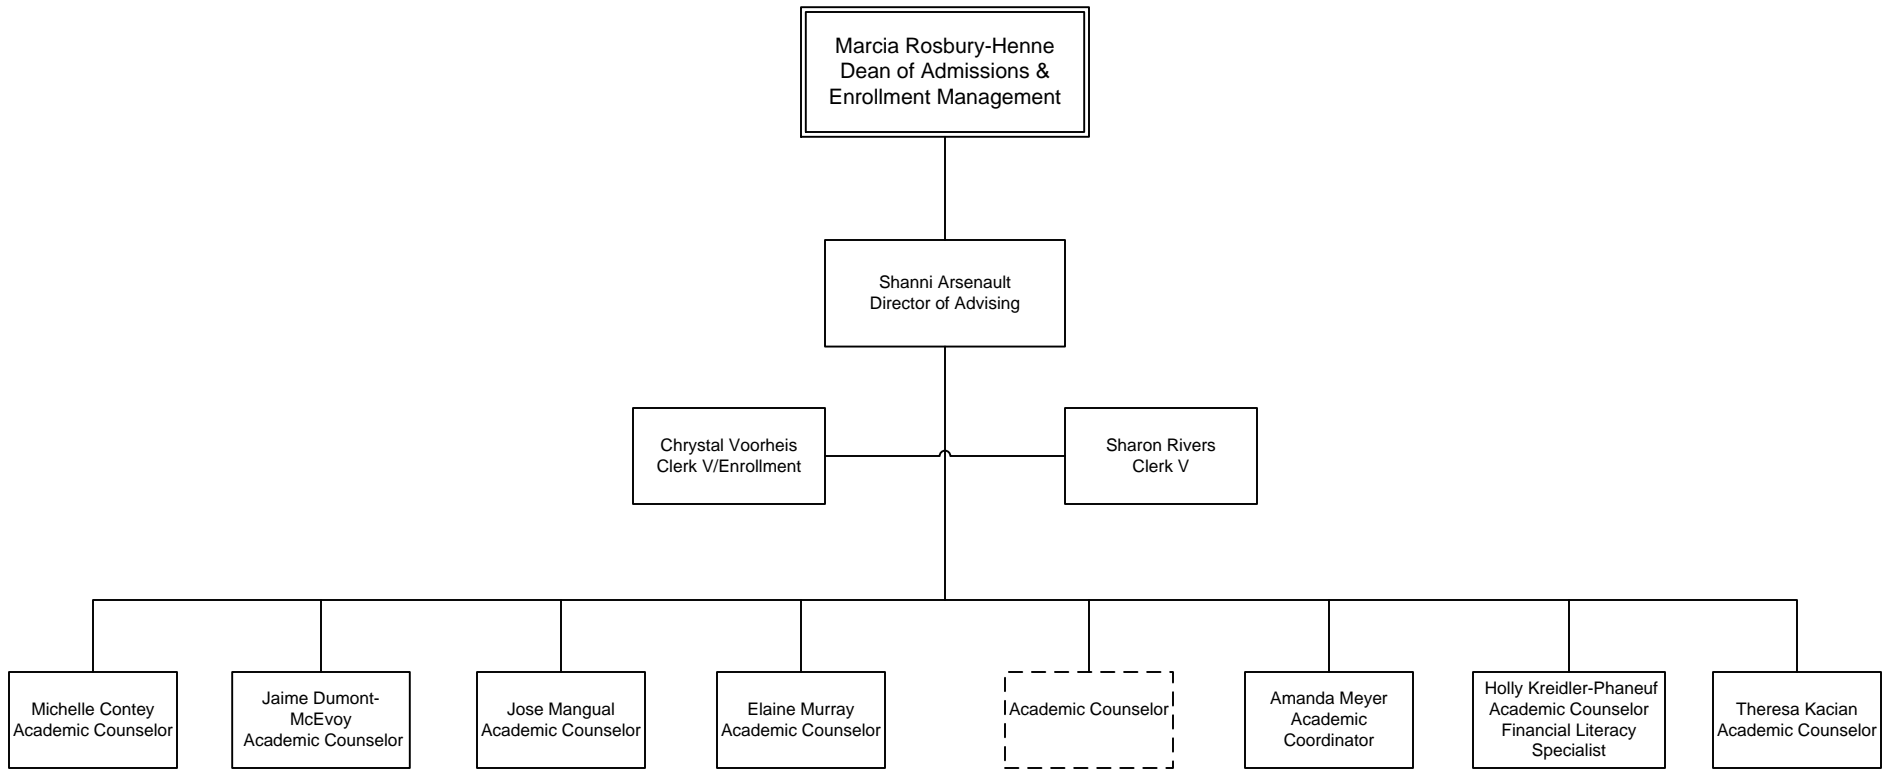 Marcia Rosbury-Henne
Dean of Admissions &
Enrollment Management
Shanni Arsenault
Director of Advising
Chrystal Voorheis
Clerk V/Enrollment
Sharon Rivers
Clerk V
Michelle Contey
Academic Counselor
Jaime Dumont-
McEvoy
Academic Counselor
Jose Mangual
Academic Counselor
Elaine Murray
Academic Counselor
Academic Counselor
Amanda Meyer
Academic
Coordinator
Holly Kreidler-Phaneuf
Academic Counselor
Financial Literacy
Specialist
Theresa Kacian
Academic Counselor